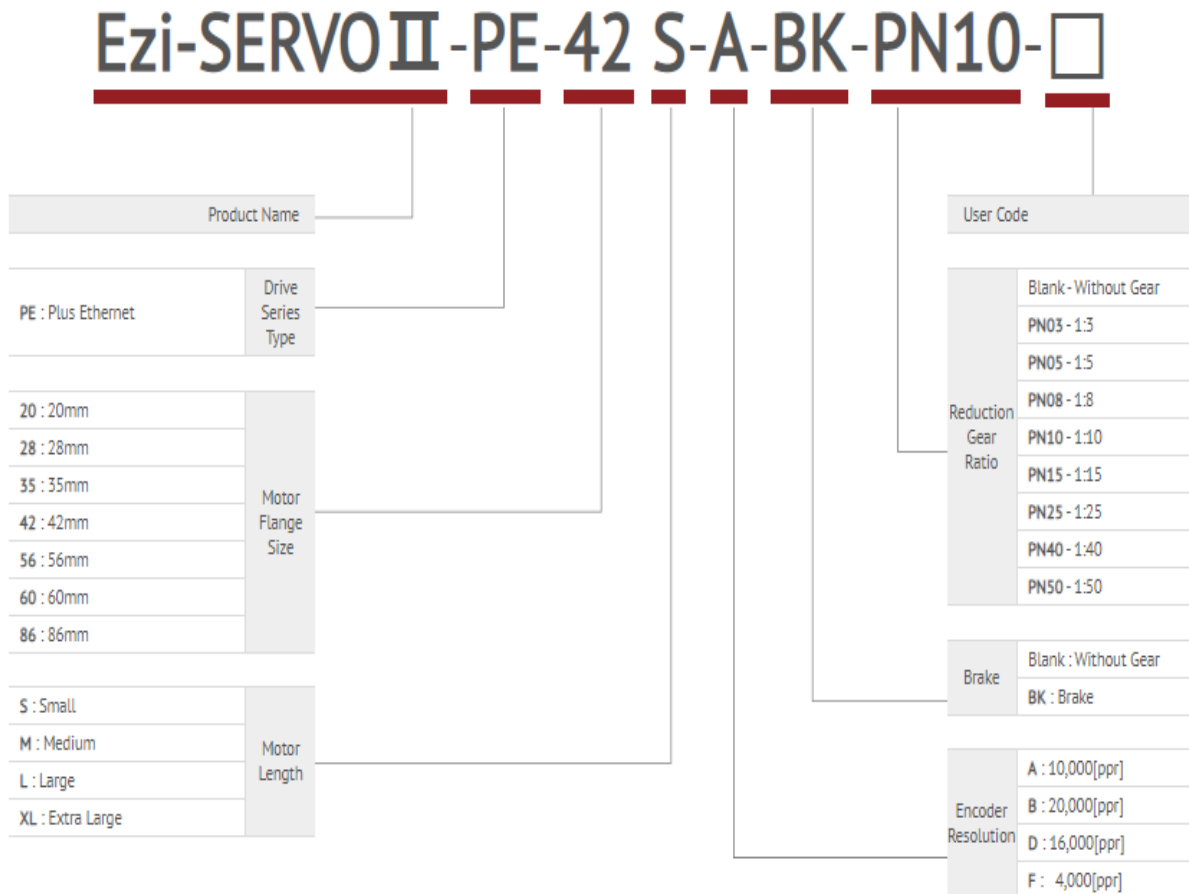 Ezi-SERVOⅡ-PE-42 S-A-BK-PN10-□
Product Name
PE : Plus Ethernet
Drive
Series
Type
20 : 20mm
28 : 28mm
35 : 35mm
42 : 42mm
56 : 56mm
60 : 60mm
86 : 86mm
Motor
Flange
Size
S : Small
M : Medium
L : Large
XL : Extra Large
Motor
Length
User Code
Reduction
Gear
Ratio
Blank - Without Gear
PN03 - 1:3
PN05 - 1:5
PN08 - 1:8
PN10 - 1:10
PN15 - 1:15
PN25 - 1:25
PN40 - 1:40
PN50 - 1:50
Brake
Blank : Without Gear
BK : Brake
Encoder
Resolution
A : 10,000[ppr]
B : 20,000[ppr]
D : 16,000[ppr]
F : 4,000[ppr]